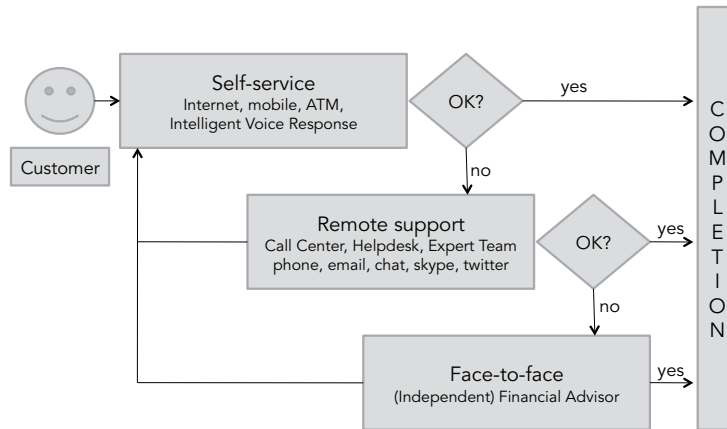 Self-service
Internet, mobile, ATM,
Intelligent Voice Response
OK?
yes
Customer
no
Remote support
Call Center, Helpdesk, Expert Team
phone, email, chat, skype, twitter
OK?
yes
no
Face-to-face
(Independent) Financial Advisor
yes
C
O
M
P
L
E
T
I
O
N